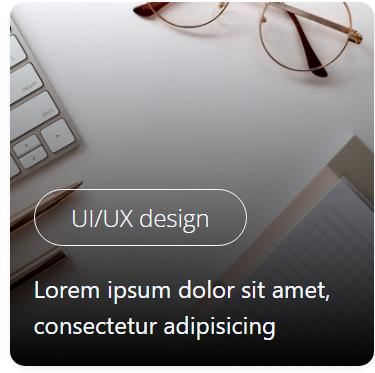 UI/UX design
Lorem ipsum dolor sit amet,
consectetur adipisicing